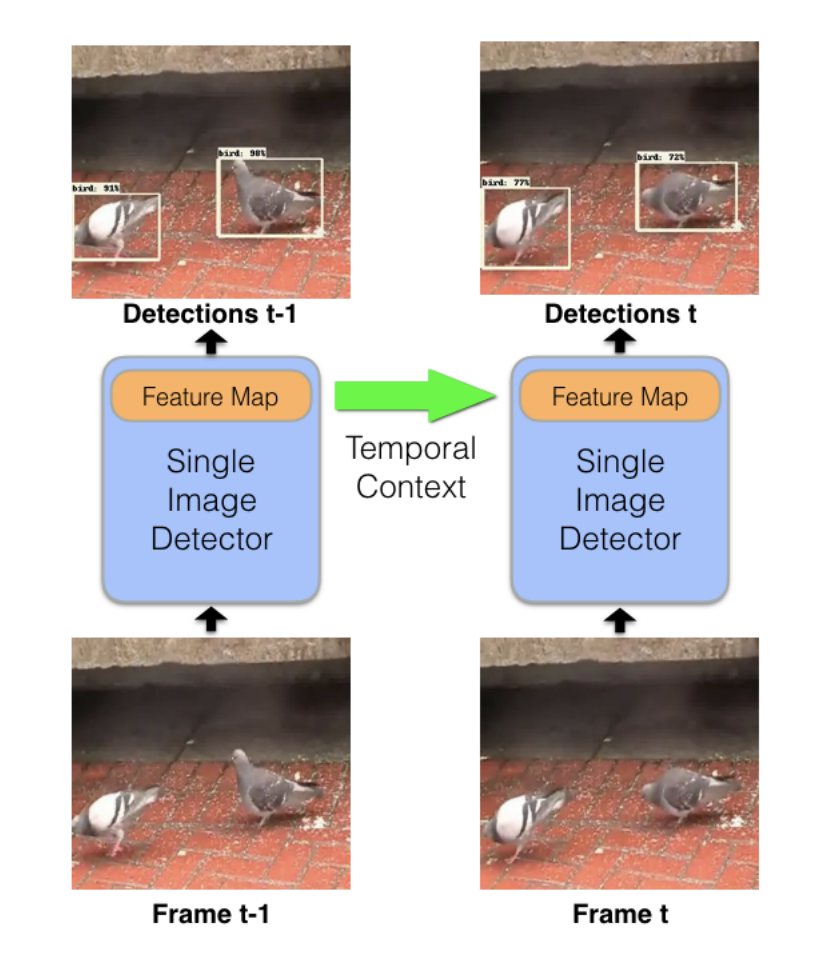 bird: 98%
bird: 91%
bird: 72%
bird: 77%
Detections t-1
Detections t
Feature Map
Single
Image
Detector
Temporal
Context
Feature Map
Single
Image
Detector
Frame t-1
Frame t